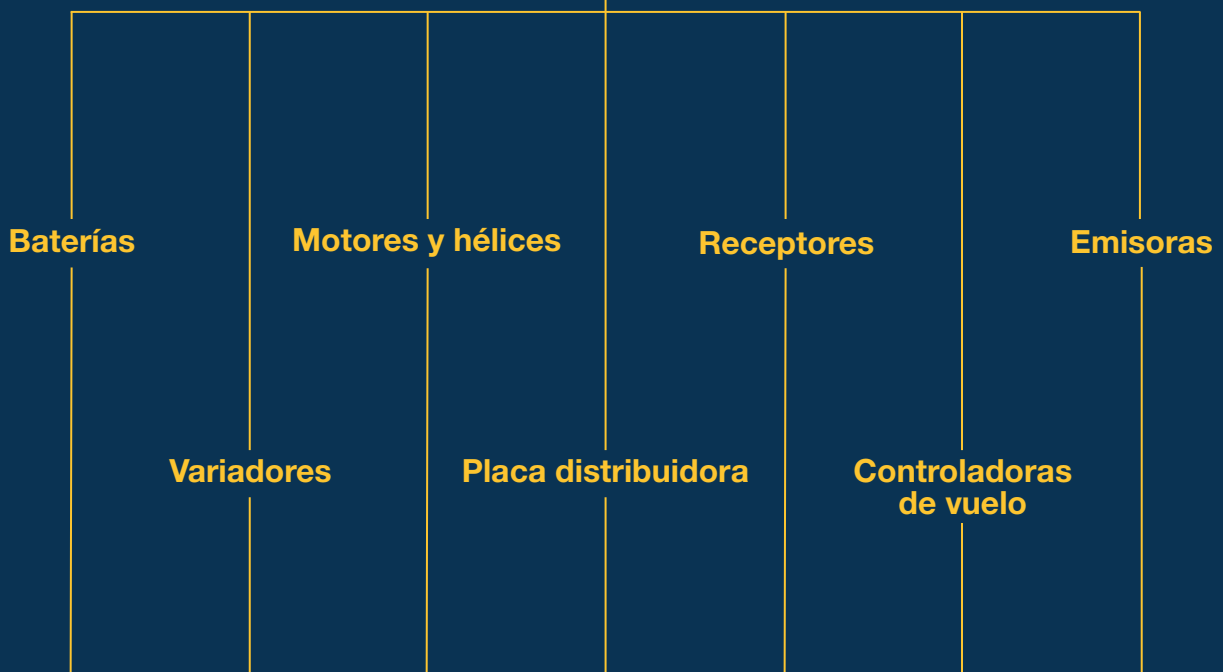 Baterías
Motores y hélices
Receptores
Emisoras
Variadores
Placa distribuidora
Controladoras
de vuelo